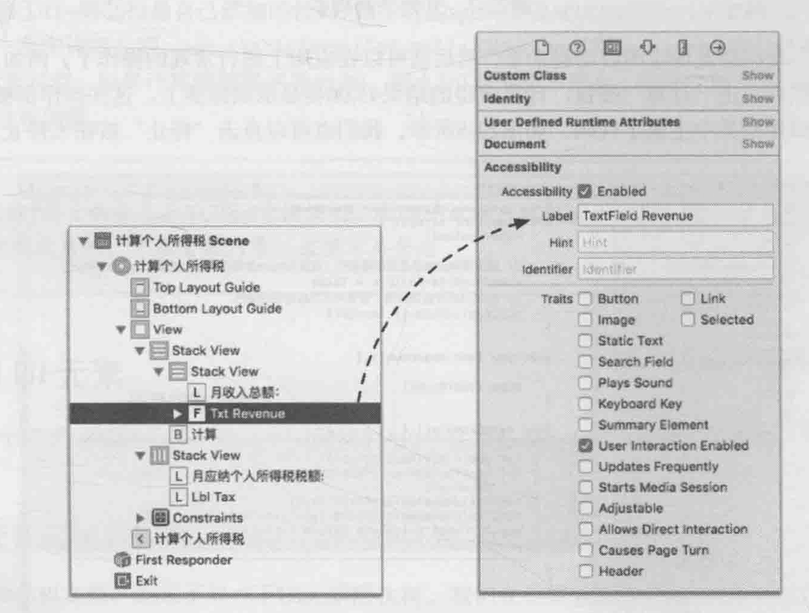 计算个人所得税 Scene
计算个人所得税
Top Layout Guide
Bottom Layout Guide
View
Stack View
Stack View
L 月收入总额:
F Txt Revenue
B 计算
Stack View
L 月应纳个人所得税税额:
L Lbl Tax
Constraints
计算个人所得税
First Responder
Exit
Custom Class Show
Identity Show
User Defined Runtime Attributes Show
Document Show
Accessibility
Accessibility Enabled
Label TextField Revenue
Hint Hint
Identifier Identifier
Traits Button Link
Image Selected
Static Text
Search Field
Plays Sound
Keyboard Key
Summary Element
User Interaction Enabled
Updates Frequently
Starts Media Session
Adjustable
Allows Direct Interaction
Causes Page Turn
Header